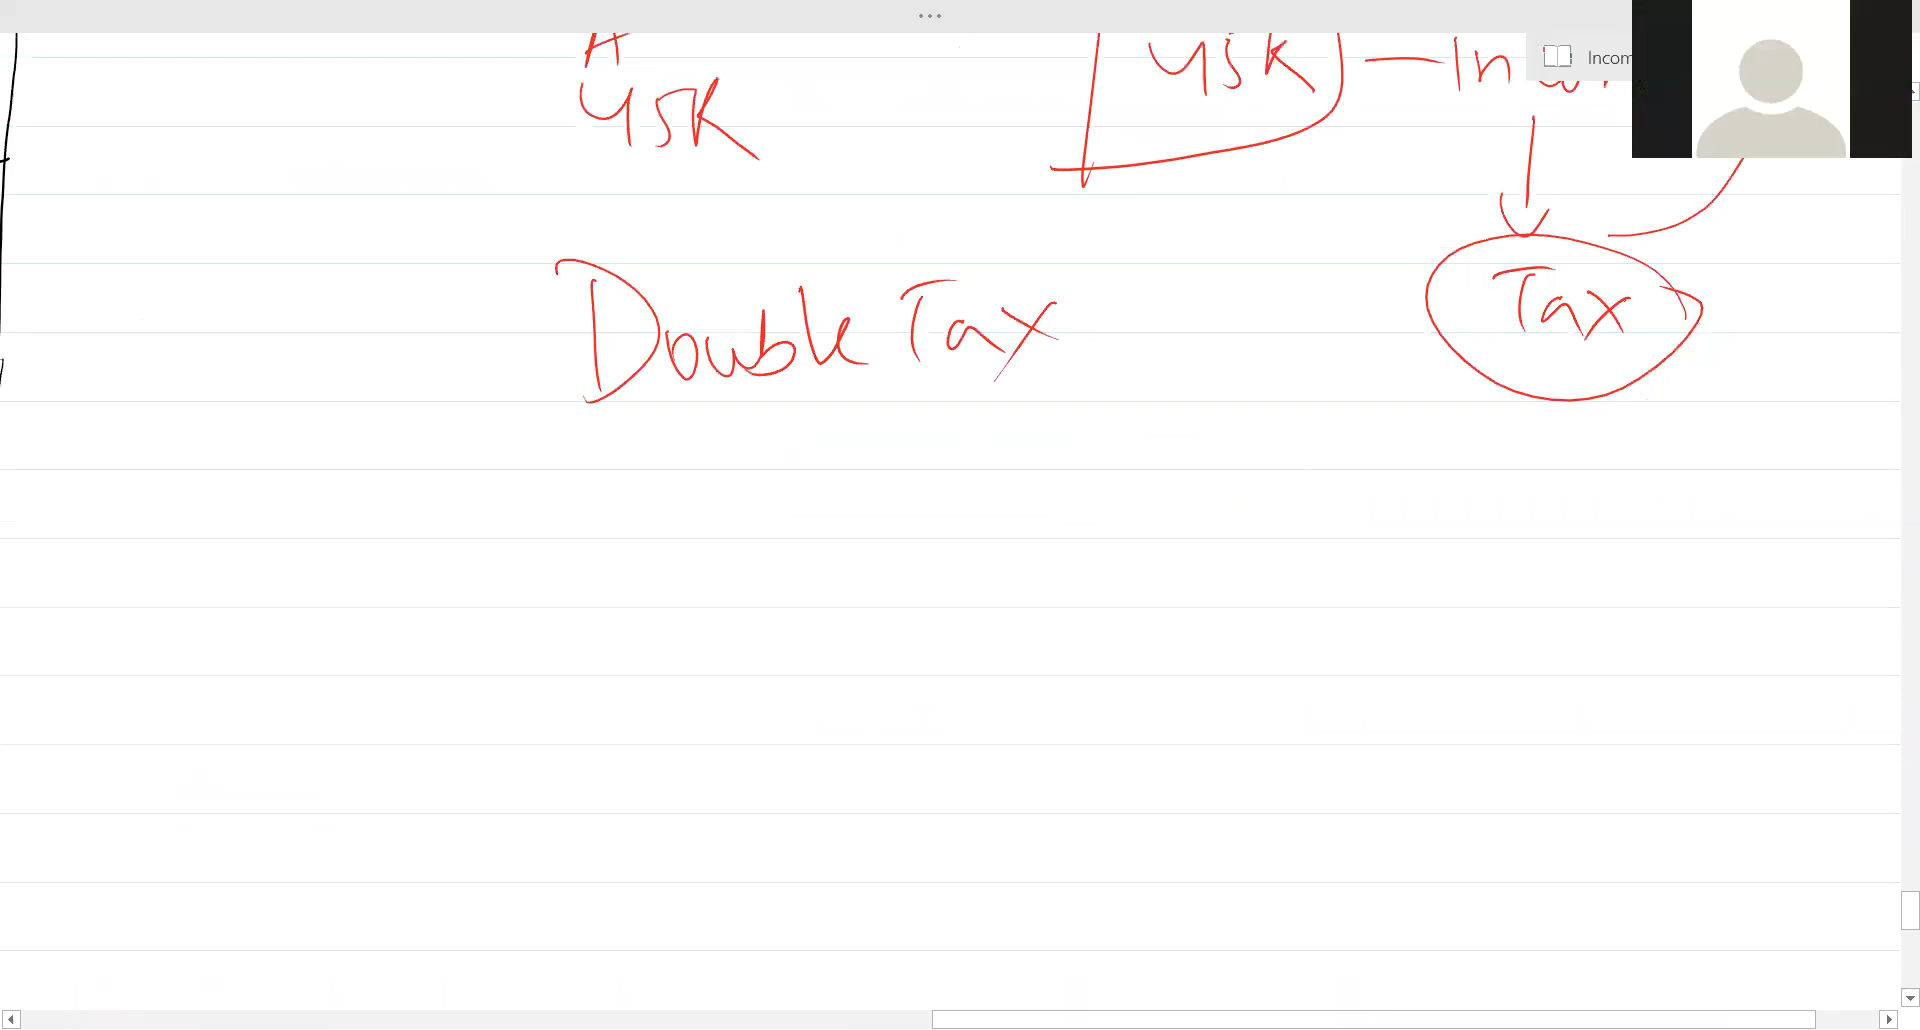 A 45K — In
Incom
45K
Tax
Double Tax